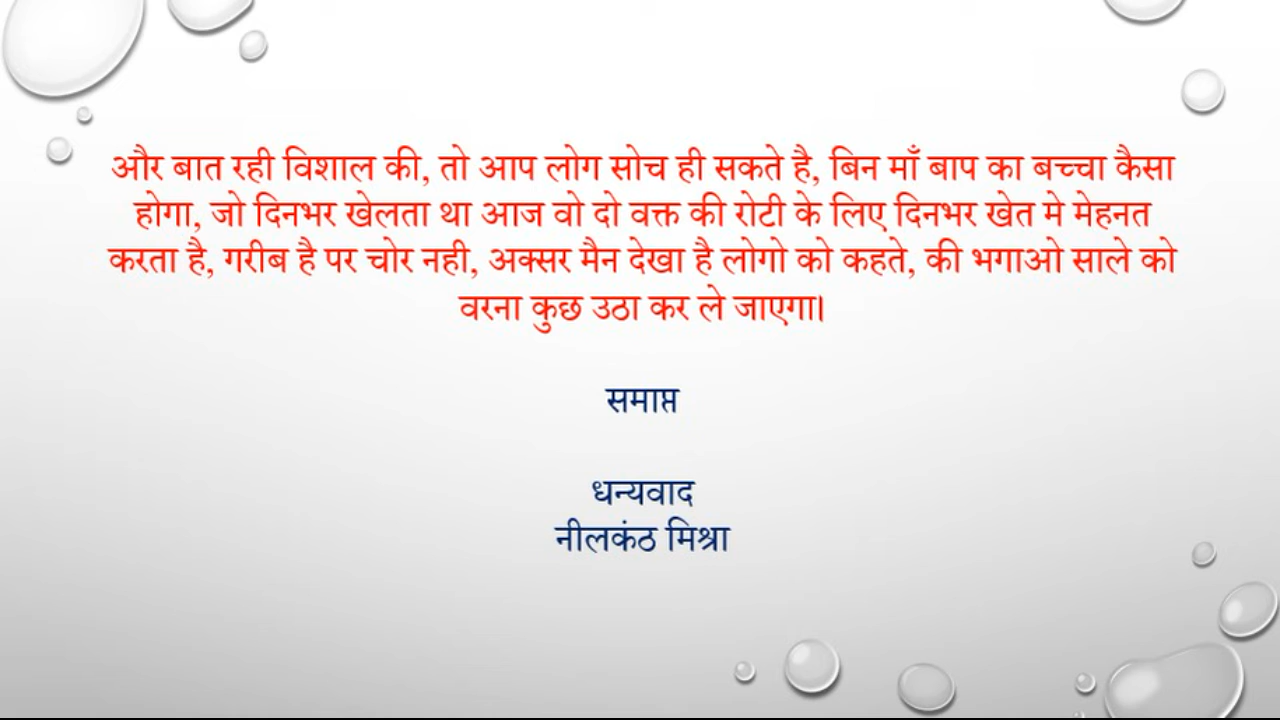 और बात रही विशाल की, तो आप लोग सोच ही सकते है, बिन माँ बाप का बच्चा कैसा
होगा, जो दिनभर खेलता था आज वो दो वक्त की रोटी के लिए दिनभर खेत मे मेहनत
करता है, गरीब है पर चोर नही, अक्सर मैन देखा है लोगो को कहते, की भगाओ साले को
वरना कुछ उठा कर ले जाएगा।
समाप्त
धन्यवाद
नीलकंठ मिश्रा